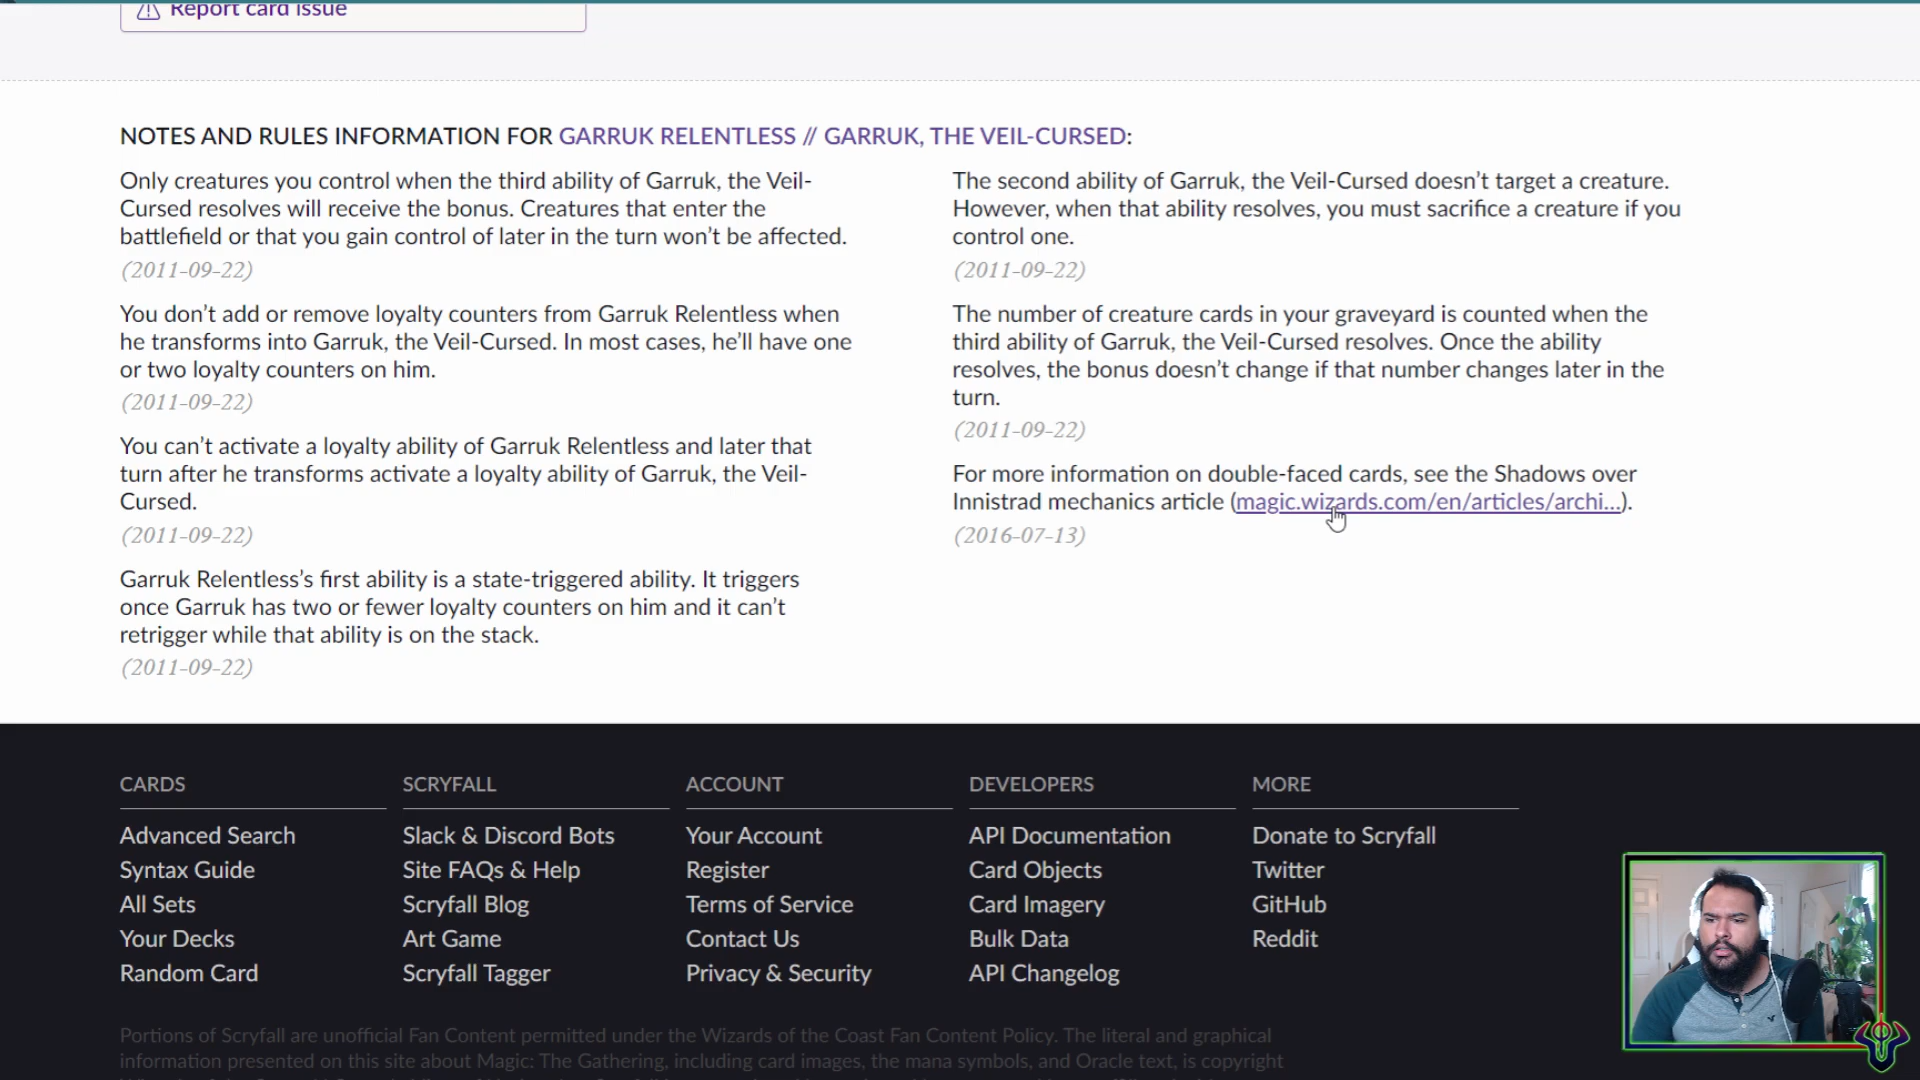 Report card issue
NOTES AND RULES INFORMATION FOR GARRUK RELENTLESS // GARRUK, THE VEIL-CURSED:
Only creatures you control when the third ability of Garruk, the Veil-
Cursed resolves will receive the bonus. Creatures that enter the
battlefield or that you gain control of later in the turn won’t be affected.
(2011-09-22)
You don’t add or remove loyalty counters from Garruk Relentless when
he transforms into Garruk, the Veil-Cursed. In most cases, he’ll have one
or two loyalty counters on him.
(2011-09-22)
You can’t activate a loyalty ability of Garruk Relentless and later that
turn after he transforms activate a loyalty ability of Garruk, the Veil-
Cursed.
(2011-09-22)
Garruk Relentless’s first ability is a state-triggered ability. It triggers
once Garruk has two or fewer loyalty counters on him and it can’t
retrigger while that ability is on the stack.
(2011-09-22)
The second ability of Garruk, the Veil-Cursed doesn’t target a creature.
However, when that ability resolves, you must sacrifice a creature if you
control one.
(2011-09-22)
The number of creature cards in your graveyard is counted when the
third ability of Garruk, the Veil-Cursed resolves. Once the ability
resolves, the bonus doesn’t change if that number changes later in the
turn.
(2011-09-22)
For more information on double-faced cards, see the Shadows over
Innistrad mechanics article (magic.wizards.com/en/articles/archi...).
(2016-07-13)
CARDS
Advanced Search
Syntax Guide
All Sets
Your Decks
Random Card
SCRYFALL
Slack & Discord Bots
Site FAQs & Help
Scryfall Blog
Art Game
Scryfall Tagger
ACCOUNT
Your Account
Register
Terms of Service
Contact Us
Privacy & Security
DEVELOPERS
API Documentation
Card Objects
Card Imagery
Bulk Data
API Changelog
MORE
Donate to Scryfall
Twitter
GitHub
Reddit
Portions of Scryfall are unofficial Fan Content permitted under the Wizards of the Coast Fan Content Policy. The literal and graphical
information presented on this site about Magic: The Gathering, including card images, the mana symbols, and Oracle text, is copyright